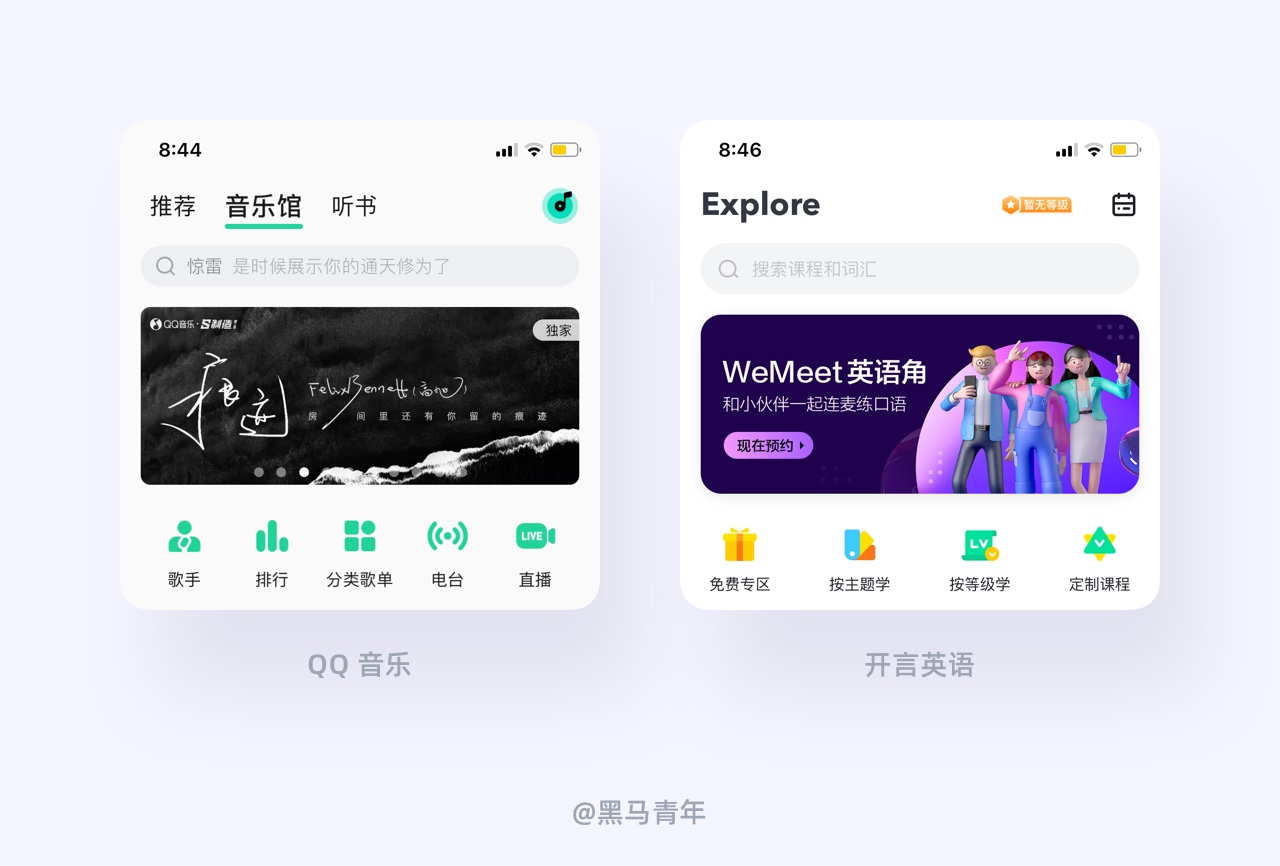 8:44
推荐 音乐馆 听书
惊雷 是时候展示你的通天修为了
QQ音乐·S制造
独家
痕迹
Felix Bennett
房间里还有你留的痕迹
歌手 排行 分类歌单 电台 LIVE 直播
QQ 音乐
8:46
Explore 暂无等级
搜索课程和词汇
WeMeet 英语角
和小伙伴一起连麦练口语
现在预约
LV
免费专区 按主题学 按等级学 定制课程
开言英语
@黑马青年